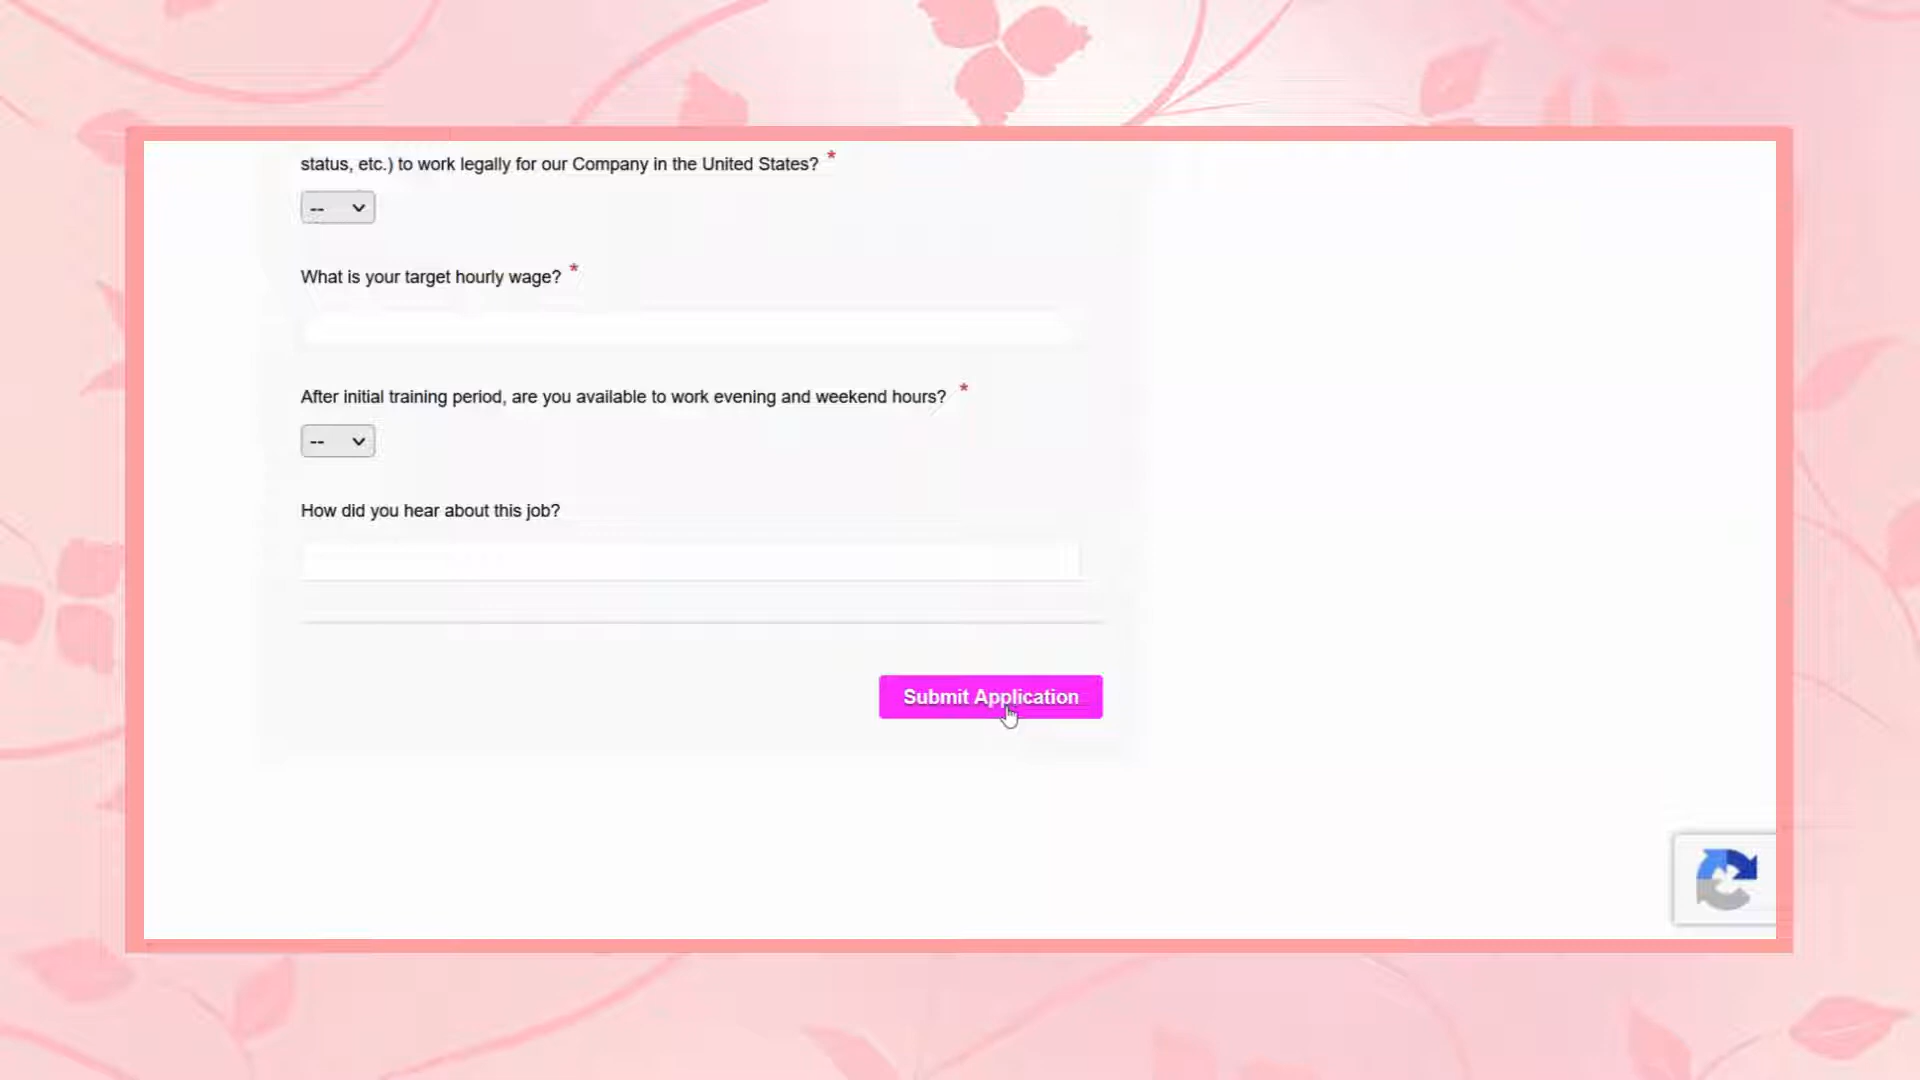 status, etc.) to work legally for our Company in the United States? *
--
What is your target hourly wage? *
After initial training period, are you available to work evening and weekend hours? *
--
How did you hear about this job?
Submit Application